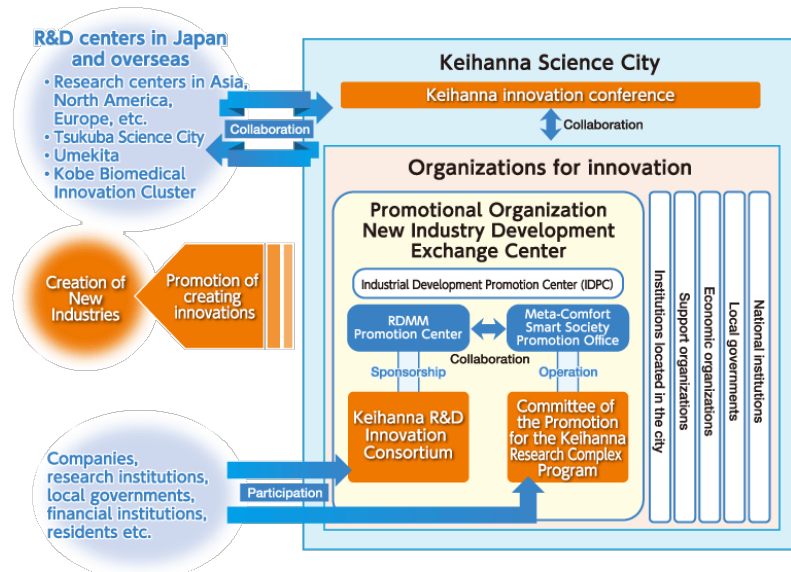 R&D centers in Japan
and overseas
• Research centers in Asia,
North America,
Europe, etc.
• Tsukuba Science City
• Umekita
• Kobe Biomedical
Innovation Cluster
Collaboration
Keihanna Science City
Keihanna innovation conference
Collaboration
Organizations for innovation
Promotional Organization
New Industry Development
Exchange Center
Industrial Development Promotion Center (IDPC)
RDMM
Promotion Center
Meta-Comfort
Smart Society
Promotion Office
Collaboration
Sponsorship
Operation
Keihanna R&D
Innovation
Consortium
Committee of
the Promotion
for the Keihanna
Research Complex
Program
Institutions located in the city
Support organizations
Economic organizations
Local governments
National institutions
Creation of
New
Industries
Promotion of
creating
innovations
Companies,
research institutions,
local governments,
financial institutions,
residents etc.
Participation